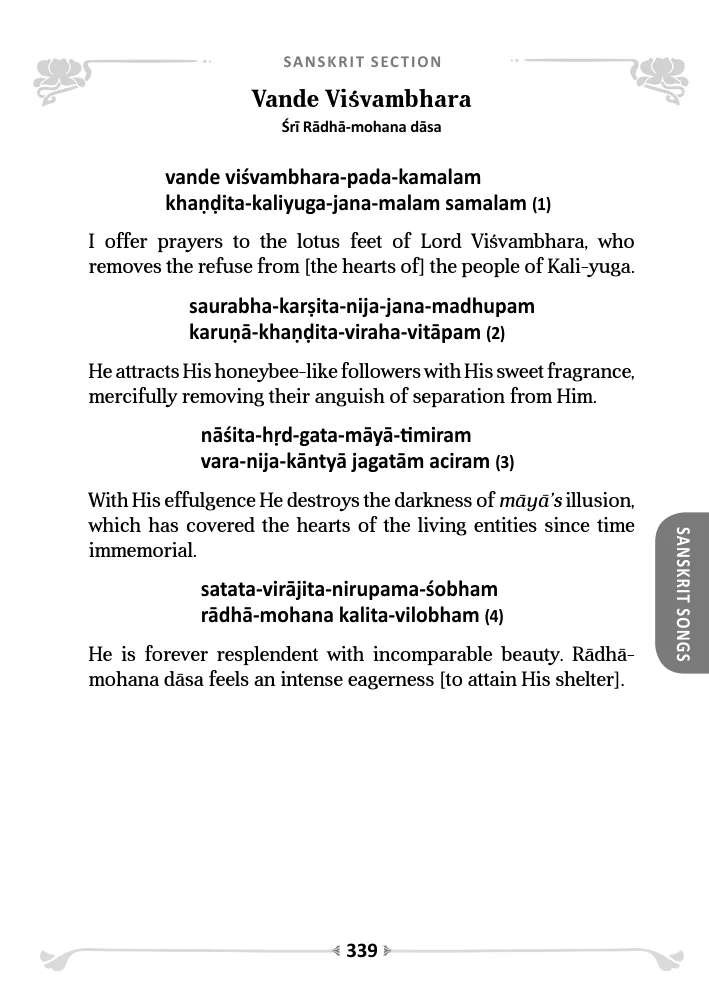 SANSKRIT SECTION
Vande Viśvambhara
Śrī Rādhā-mohana dāsa
vande viśvambhara-pada-kamalam
khaṇḍita-kaliyuga-jana-malam samalam (1)
I offer prayers to the lotus feet of Lord Viśvambhara, who
removes the refuse from [the hearts of] the people of Kali-yuga.
saurabha-karṣita-nija-jana-madhupam
karuṇā-khaṇḍita-viraha-vitāpam (2)
He attracts His honeybee-like followers with His sweet fragrance,
mercifully removing their anguish of separation from Him.
nāśita-hṛd-gata-māyā-timiram
vara-nija-kāntyā jagatām aciram (3)
With His effulgence He destroys the darkness of māyā’s illusion,
which has covered the hearts of the living entities since time
immemorial.
satata-virājita-nirupama-śobham
rādhā-mohana kalita-vilobham (4)
He is forever resplendent with incomparable beauty. Rādhā-
mohana dāsa feels an intense eagerness [to attain His shelter].
SANSKRIT SONGS
339